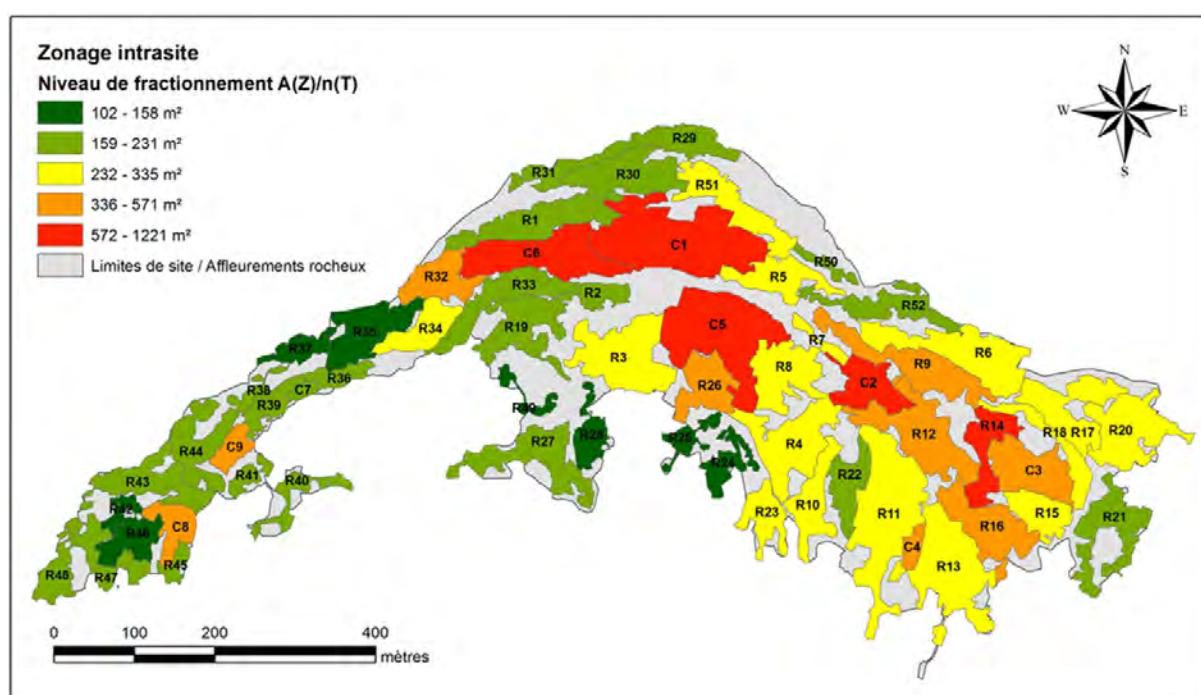 Zonage intrasite
Niveau de fractionnement A(Z)/n(T)
102 - 158 m²
159 - 231 m²
232 - 335 m²
336 - 571 m²
572 - 1221 m²
Limites de site / Affleurements rocheux
N
W E
S
R29
R31 R30 R51
R1
C6 C1
R32 R5 R50
R33 R2
R52
R35 R34 R19 C5
R37 R3 R7 R6
R36 R8 R9
R38 C7 R26 C2
R39 R14
R44 C9 R27 R28 R25 R4 R12 R18 R17 R20
R41 R24 C3
R43 R40 R22
R42 R23 R10 R11 R15 R21
R46 C8 R16
C4
R45 R13
R48 R47
0 100 200 400
mètres